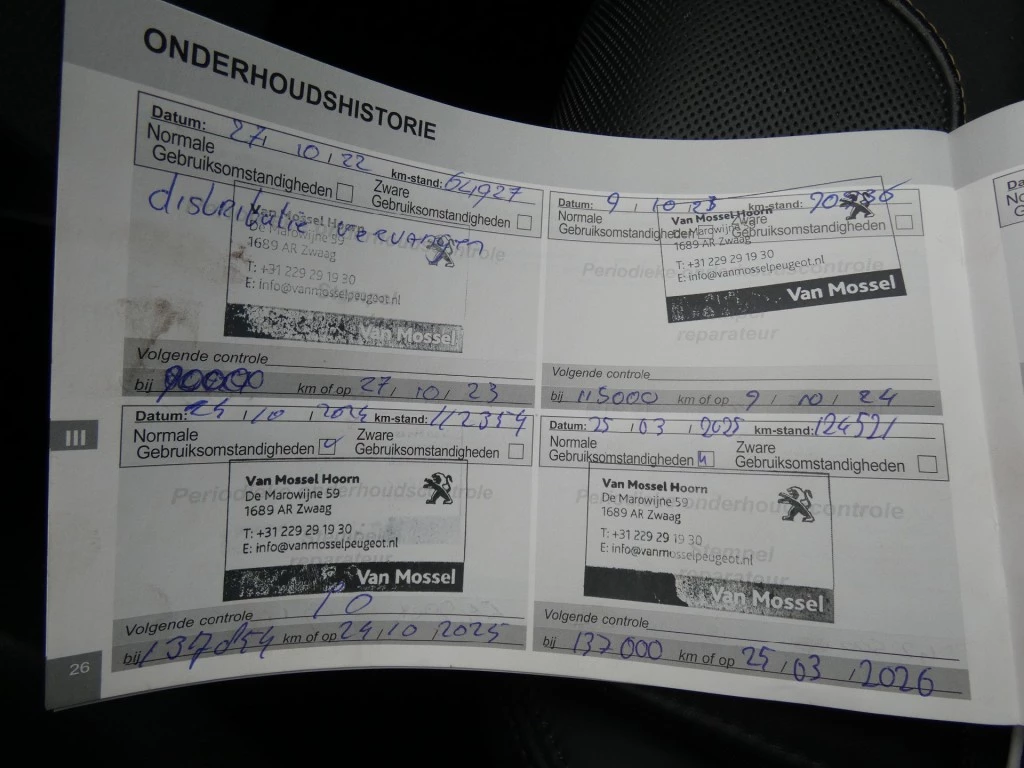 ONDERHOUDSHISTORIE
Datum: 27 / 10 / 22 km-stand: 64927
Normale Gebruiksomstandigheden
Zware Gebruiksomstandigheden
distributie vervangen
Van Mossel Hoorn
De Marowijne 59
1689 AR Zwaag
T: +31 229 29 19 30
E: info@vanmosselpeugeot.nl
Van Mossel
Volgende controle
bij 90000 km of op 27 / 10 / 23
Datum: 9 / 10 / 23 km-stand:
Normale Gebruiksomstandigheden
Zware Gebruiksomstandigheden
Van Mossel Hoorn
De Marowijne 59
1689 AR Zwaag
T: +31 229 29 19 30
E: info@vanmosselpeugeot.nl
Van Mossel
reparateur
Volgende controle
bij 115000 km of op 9 / 10 / 24
III
Datum: 24 / 10 / 2024 km-stand: 112354
Normale Gebruiksomstandigheden
Zware Gebruiksomstandigheden
Van Mossel Hoorn
De Marowijne 59
1689 AR Zwaag
T: +31 229 29 19 30
E: info@vanmosselpeugeot.nl
Van Mossel
Volgende controle
bij km of op 24 / 10 / 2025
Datum: 25 / 03 / 2025 km-stand: 124521
Normale Gebruiksomstandigheden
Zware Gebruiksomstandigheden
Periodieke onderhoudscontrole
Van Mossel Hoorn
De Marowijne 59
1689 AR Zwaag
T: +31 229 29 19 30
E: info@vanmosselpeugeot.nl
Stempel
reparateur
Van Mossel
Volgende controle
bij 137000 km of op 25 / 03 / 2026
26